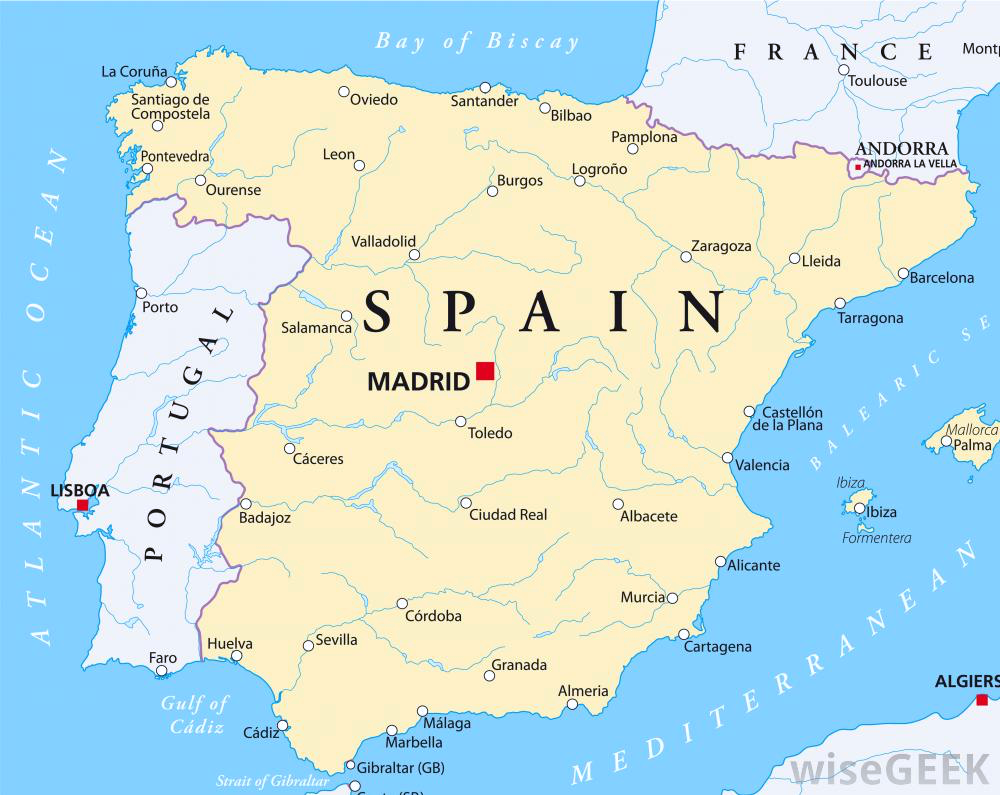 Bay of Biscay
FRANCE
Toulouse
La Coruña
Santiago de
Compostela
Oviedo
Santander
Bilbao
Pamplona
ANDORRA
ANDORRA LA VELLA
Pontevedra
Ourense
Leon
Burgos
Logroño
Valladolid
Zaragoza
Lleida
Barcelona
Tarragona
ATLANTIC OCEAN
Porto
PORTUGAL
Salamanca
SPAIN
MADRID
BALEARIC SE
Toledo
Castellón
de la Plana
Mallorca
Palma
Cáceres
Valencia
LISBOA
Badajoz
Ciudad Real
Albacete
Ibiza
Ibiza
Formentera
Alicante
Murcia
Córdoba
Cartagena
MEDITERRANEAN
Huelva
Sevilla
Faro
Granada
Almeria
ALGIERS
Gulf of
Cádiz
Cádiz
Málaga
Marbella
Gibraltar (GB)
Strait of Gibraltar
wiseGEEK